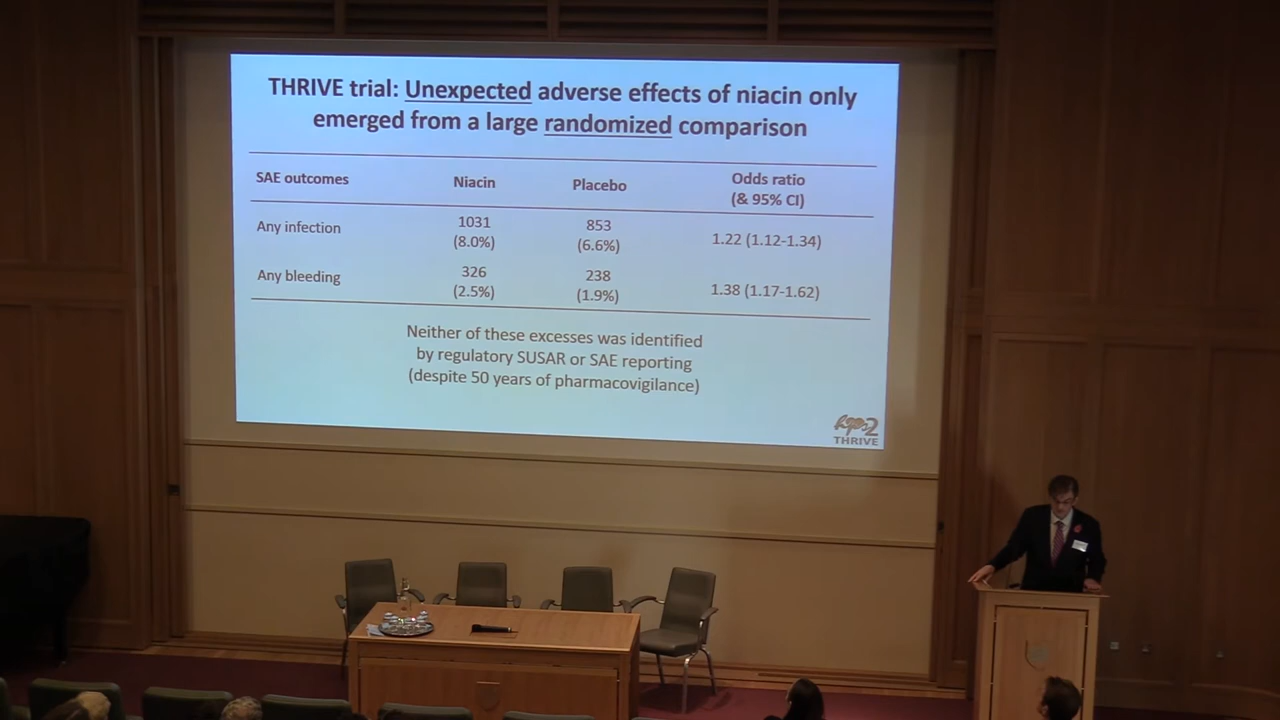 THRIVE trial: Unexpected adverse effects of niacin only
emerged from a large randomized comparison
SAE outcomes Niacin Placebo Odds ratio
(& 95% CI)
Any infection 1031 853 1.22 (1.12-1.34)
(8.0%) (6.6%)
Any bleeding 326 238 1.38 (1.17-1.62)
(2.5%) (1.9%)
Neither of these excesses was identified
by regulatory SUSAR or SAE reporting
(despite 50 years of pharmacovigilance)
hps2
THRIVE